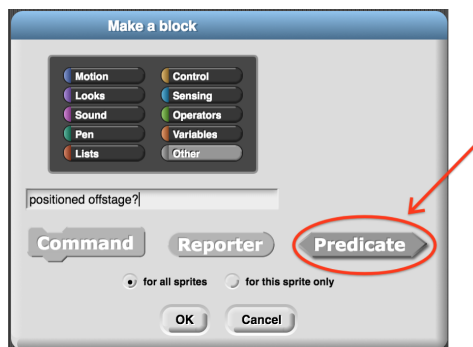 Make a block
Motion Control
Looks Sensing
Sound Operators
Pen Variables
Lists Other
positioned offstage?
Command Reporter Predicate
for all sprites for this sprite only
OK Cancel